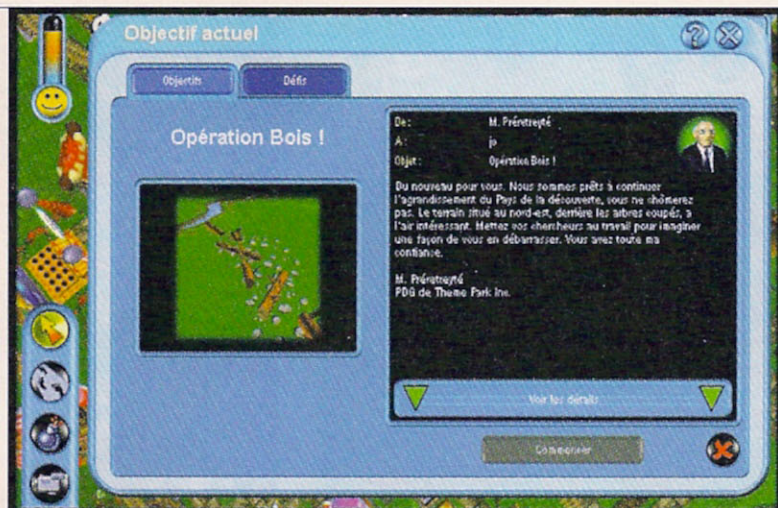 Objectif actuel
Objectifs
Défis
Opération Bois !
De : M. Préretreyté
A : jo
Objet : Opération Bois !
Du nouveau pour vous. Nous sommes prêts à continuer
l'agrandissement du Pays de la découverte, vous ne chômerez
pas. Le terrain situé au nord-est, derrière les arbres coupés, a
l'air intéressant. Mettez vos chercheurs au travail pour imaginer
une façon de vous en débarrasser. Vous avez toute ma
confiance.
M. Préretreyté
PDG de Theme Park Inc.
Voir les détails
Commencer